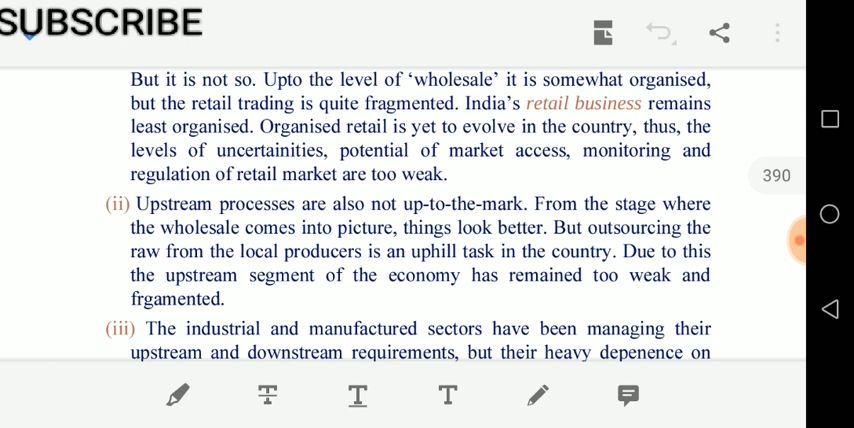 SUBSCRIBE
But it is not so. Upto the level of ‘wholesale’ it is somewhat organised,
but the retail trading is quite fragmented. India’s retail business remains
least organised. Organised retail is yet to evolve in the country, thus, the
levels of uncertainities, potential of market access, monitoring and
regulation of retail market are too weak.
390
(ii) Upstream processes are also not up-to-the-mark. From the stage where
the wholesale comes into picture, things look better. But outsourcing the
raw from the local producers is an uphill task in the country. Due to this
the upstream segment of the economy has remained too weak and
frgamented.
(iii) The industrial and manufactured sectors have been managing their
upstream and downstream requirements, but their heavy depenence on
T T T